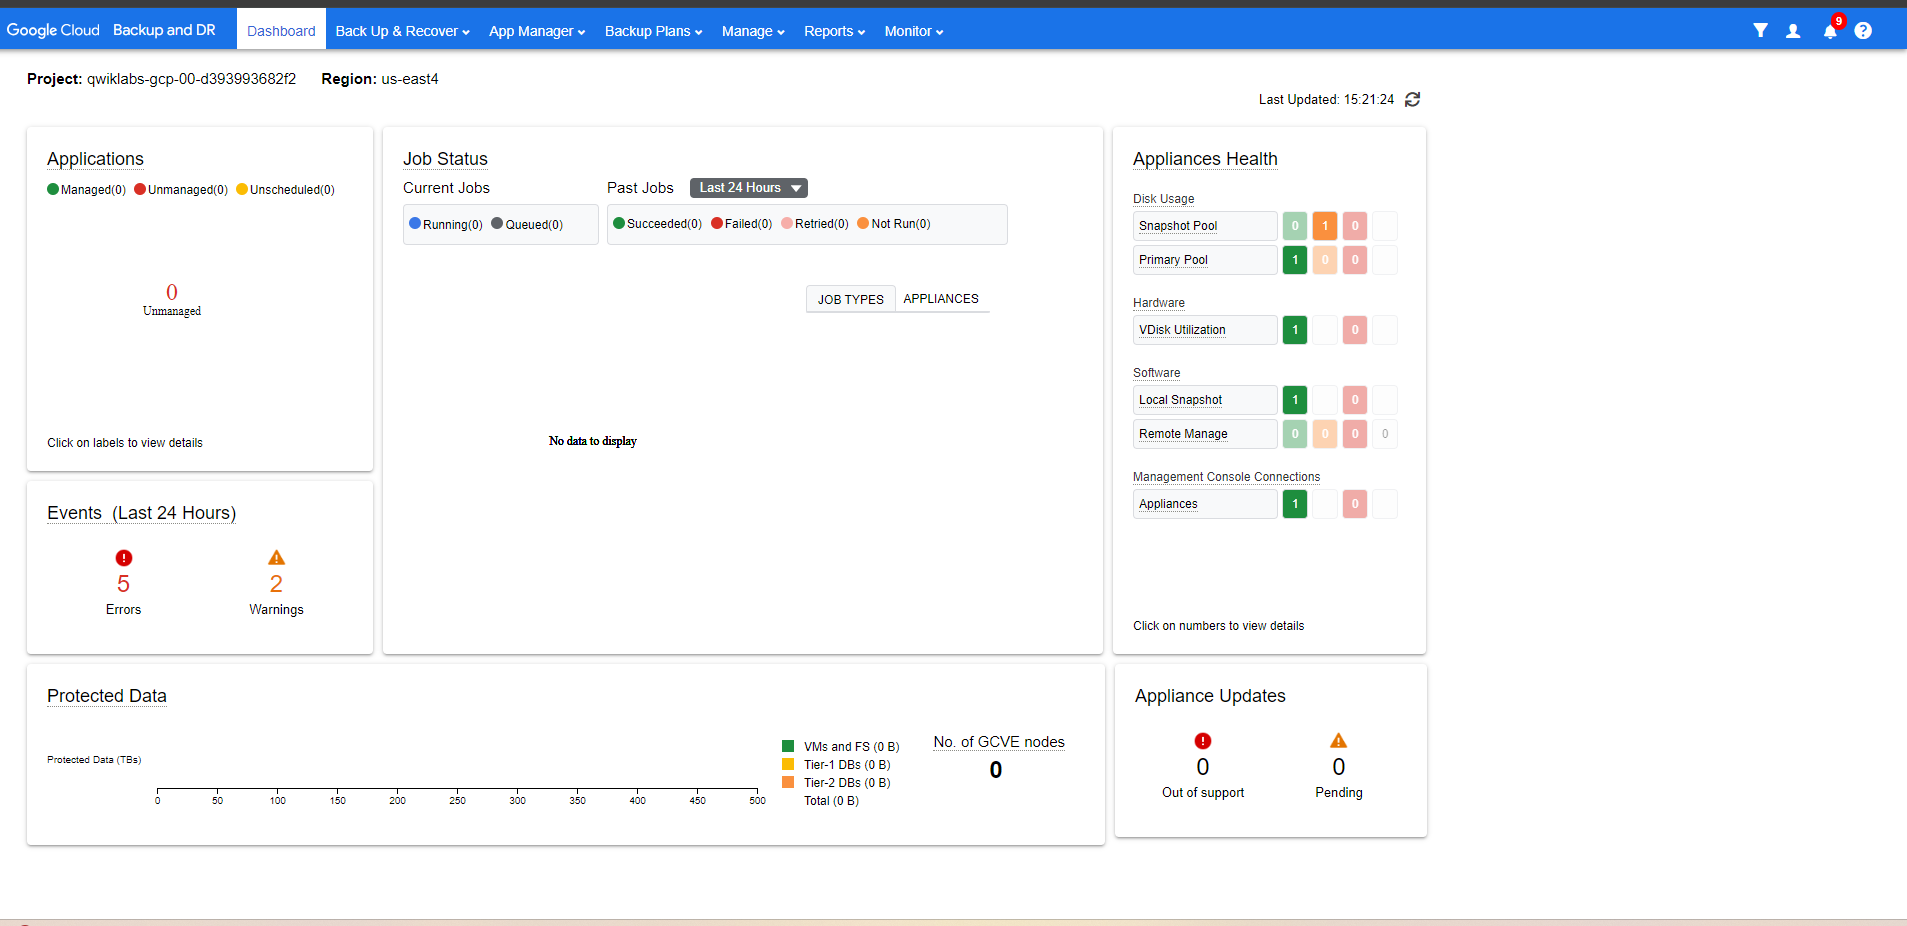 Google Cloud Backup and DR Dashboard Back Up & Recover App Manager Backup Plans Manage Reports Monitor 9 ?
Project: qwiklabs-gcp-00-d393993682f2 Region: us-east4
Last Updated: 15:21:24
Applications
Managed(0) Unmanaged(0) Unscheduled(0)
0
Unmanaged
Click on labels to view details
Job Status
Current Jobs Past Jobs Last 24 Hours
Running(0) Queued(0) Succeeded(0) Failed(0) Retried(0) Not Run(0)
JOB TYPES APPLIANCES
No data to display
Appliances Health
Disk Usage
Snapshot Pool 0 1 0
Primary Pool 1 0 0
Hardware
VDisk Utilization 1 0
Software
Local Snapshot 1 0
Remote Manage 0 0 0 0
Management Console Connections
Appliances 1 0
Click on numbers to view details
Events (Last 24 Hours)
5 2
Errors Warnings
Protected Data
Protected Data (TBs)
0 50 100 150 200 250 300 350 400 450 500
VMs and FS (0 B)
Tier-1 DBs (0 B)
Tier-2 DBs (0 B)
Total (0 B)
No. of GCVE nodes
0
Appliance Updates
0 0
Out of support Pending